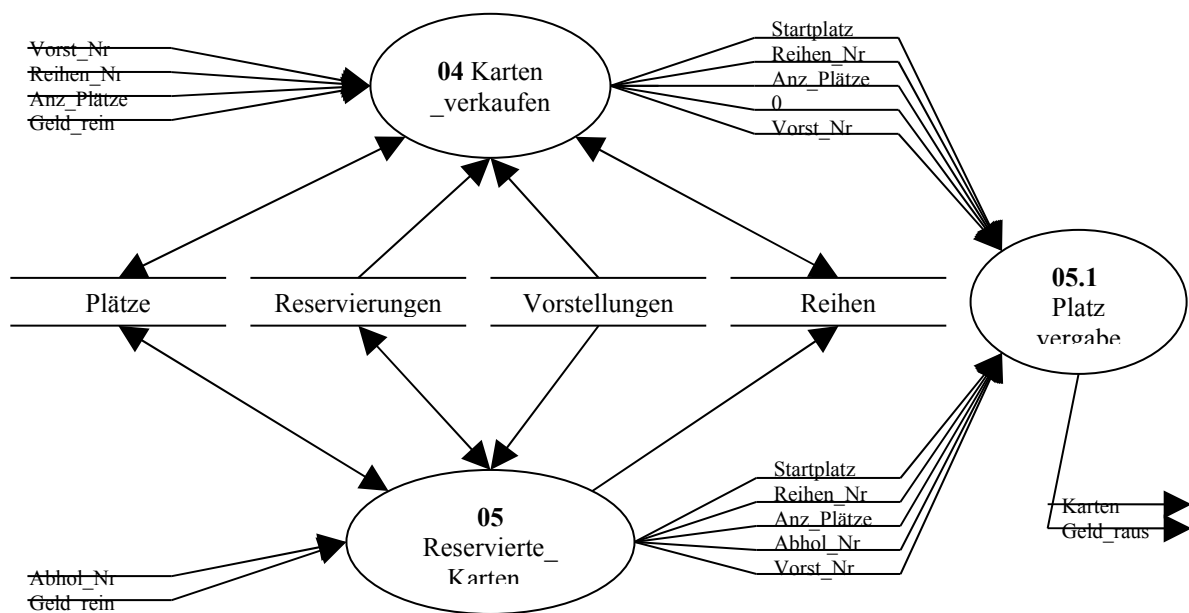 Vorst_Nr
Reihen_Nr
Anz_Plätze
Geld_rein
04 Karten
_verkaufen
Startplatz
Reihen_Nr
Anz_Plätze
0
Vorst_Nr
Plätze
Reservierungen
Vorstellungen
Reihen
05.1
Platz
vergabe
Abhol_Nr
Geld_rein
05
Reservierte_
Karten
Startplatz
Reihen_Nr
Anz_Plätze
Abhol_Nr
Vorst_Nr
Karten
Geld_raus